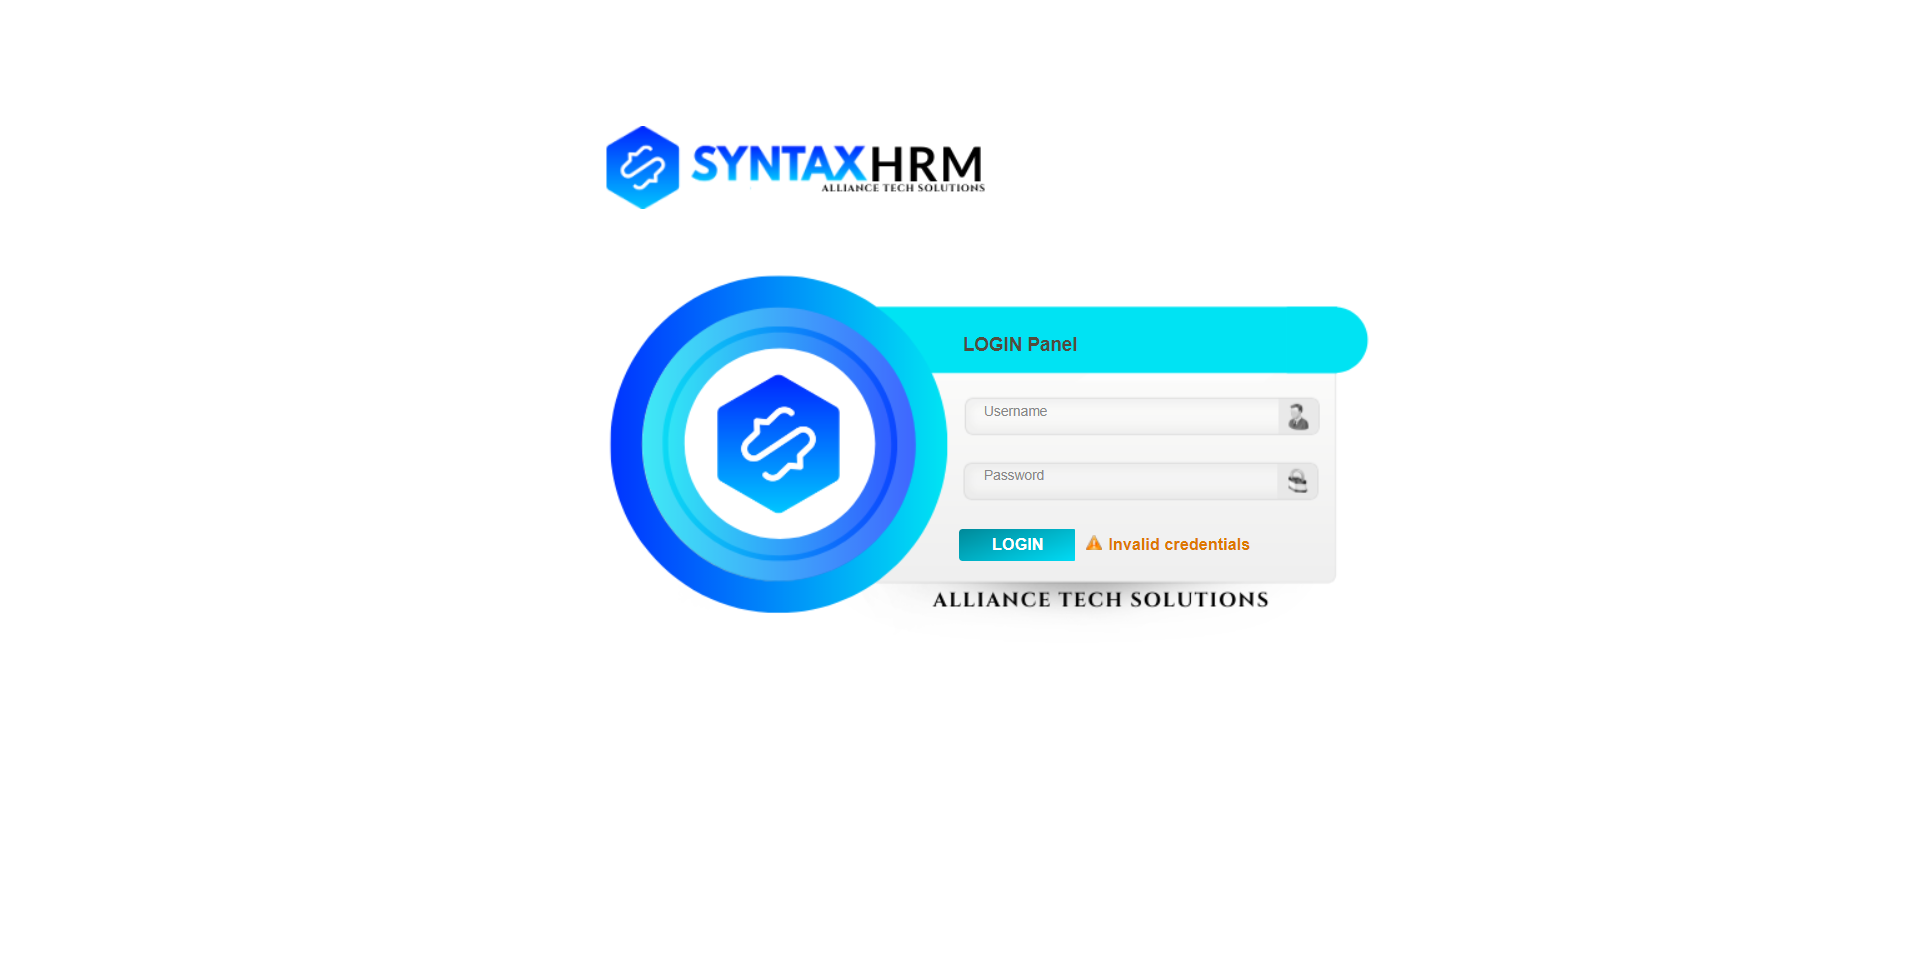 SYNTAXHRM
ALLIANCE TECH SOLUTIONS
LOGIN Panel
Username
Password
LOGIN
Invalid credentials
ALLIANCE TECH SOLUTIONS